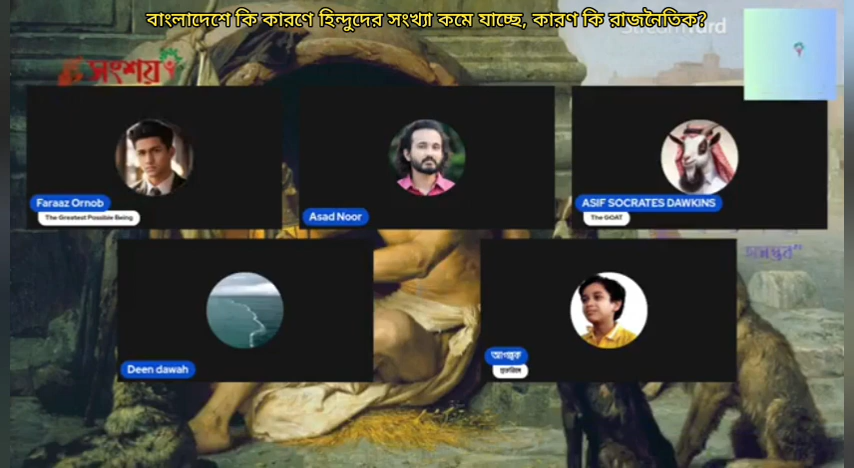 বাংলাদেশে কি কারণে হিন্দুদের সংখ্যা কমে যাচ্ছে, কারণ কি রাজনৈতিক?
সংশয়
Faraaz Ornob
The Greatest Possible Being
Asad Noor
ASIF SOCRATES DAWKINS
The GOAT
Deen dawah
আগন্তুক